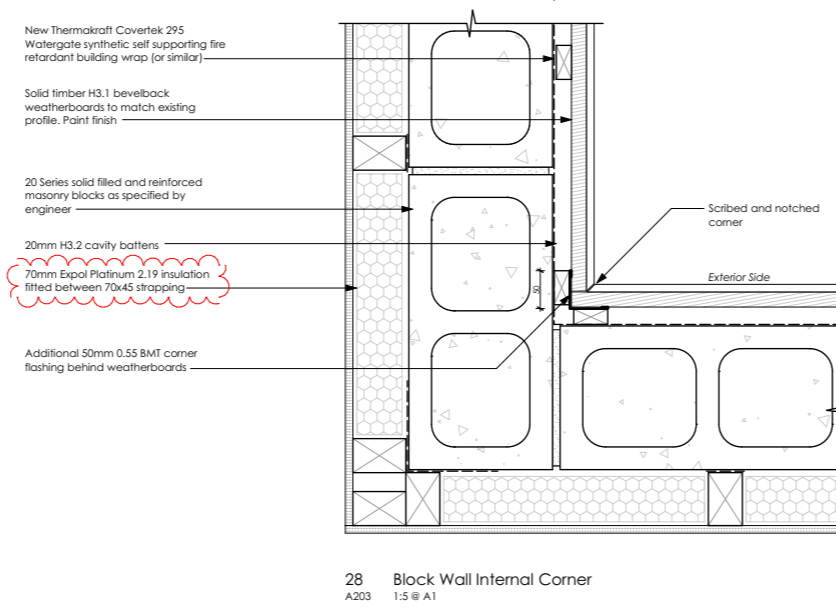 New Thermakraft Covertek 295
Watergate synthetic self supporting fire
retardant building wrap (or similar)
Solid timber H3.1 bevelback
weatherboards to match existing
profile. Paint finish
20 Series solid filled and reinforced
masonry blocks as specified by
engineer
20mm H3.2 cavity battens
70mm Expol Platinum 2.19 insulation
fitted between 70x45 strapping
Additional 50mm 0.55 BMT corner
flashing behind weatherboards
Scribed and notched
corner
Exterior Side
50
28 Block Wall Internal Corner
A203 1:5 @ A1